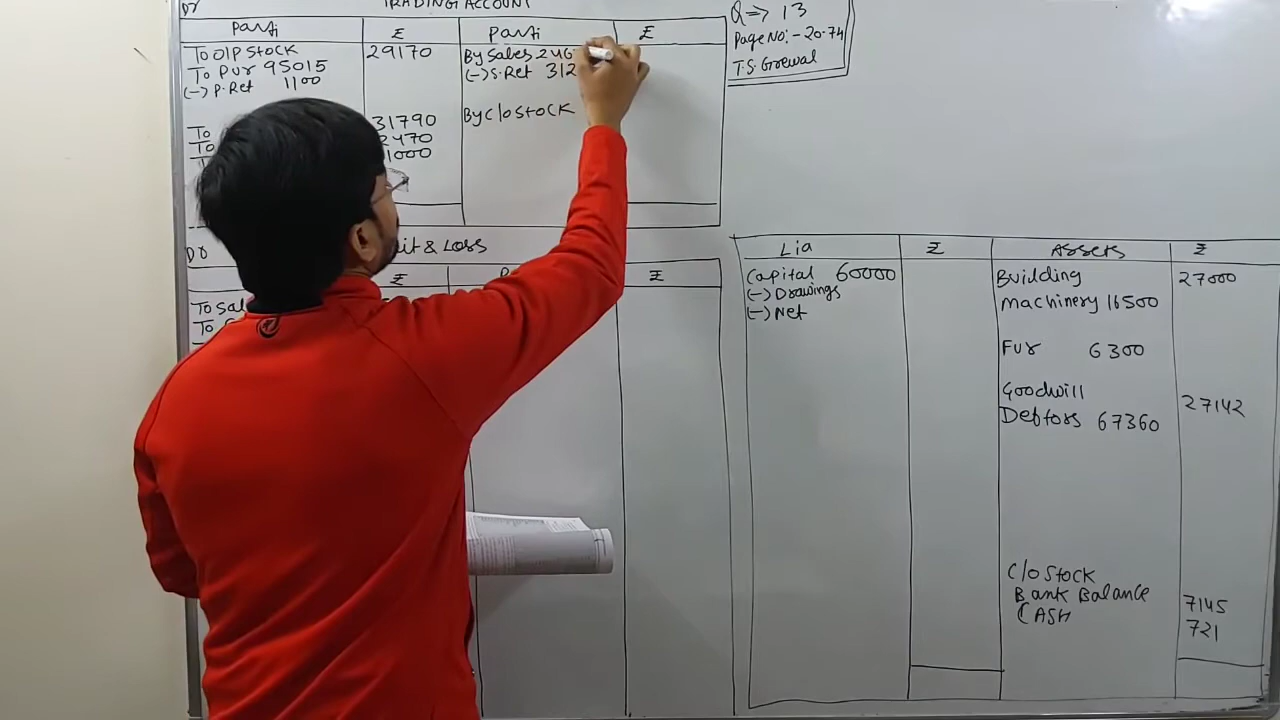 Dr TRADING ACCOUNT
Parti ₹ Parti ₹
To O/P STOCK 29170 By Sales 246
To Pur 95015 (-) S. Ret 312
(-) P. Ret 1100
31790 By C/o STOCK
To 2470
To 1000
Q => 13
Page No:- 20.74
T.S. Grewal
Dr & Loss
₹ ₹
To Sal
To
Lia ₹ Assets ₹
Capital 60000 Building 27000
(-) Drawings Machinery 16500
(-) Net
Fur 6300
Goodwill 27142
Debtors 67360
C/o Stock
Bank Balance 7145
CASH 721